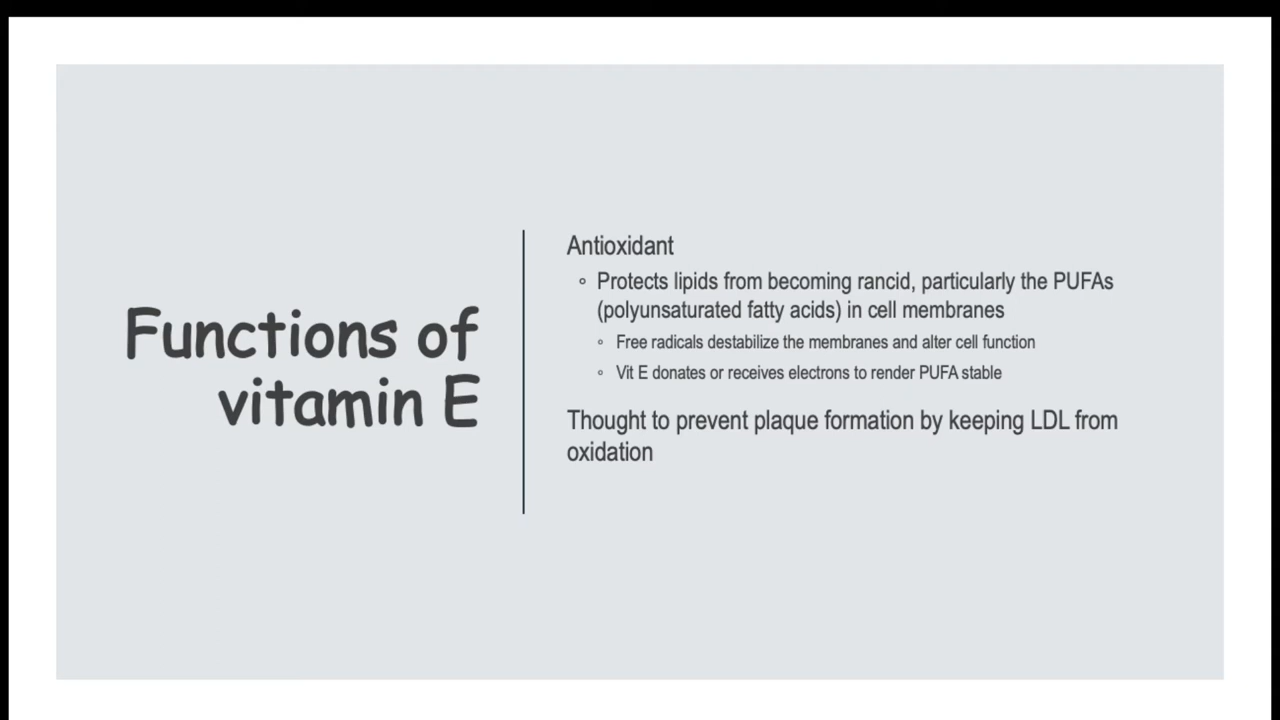 Functions of
vitamin E
Antioxidant
◦ Protects lipids from becoming rancid, particularly the PUFAs
(polyunsaturated fatty acids) in cell membranes
◦ Free radicals destabilize the membranes and alter cell function
◦ Vit E donates or receives electrons to render PUFA stable
Thought to prevent plaque formation by keeping LDL from
oxidation